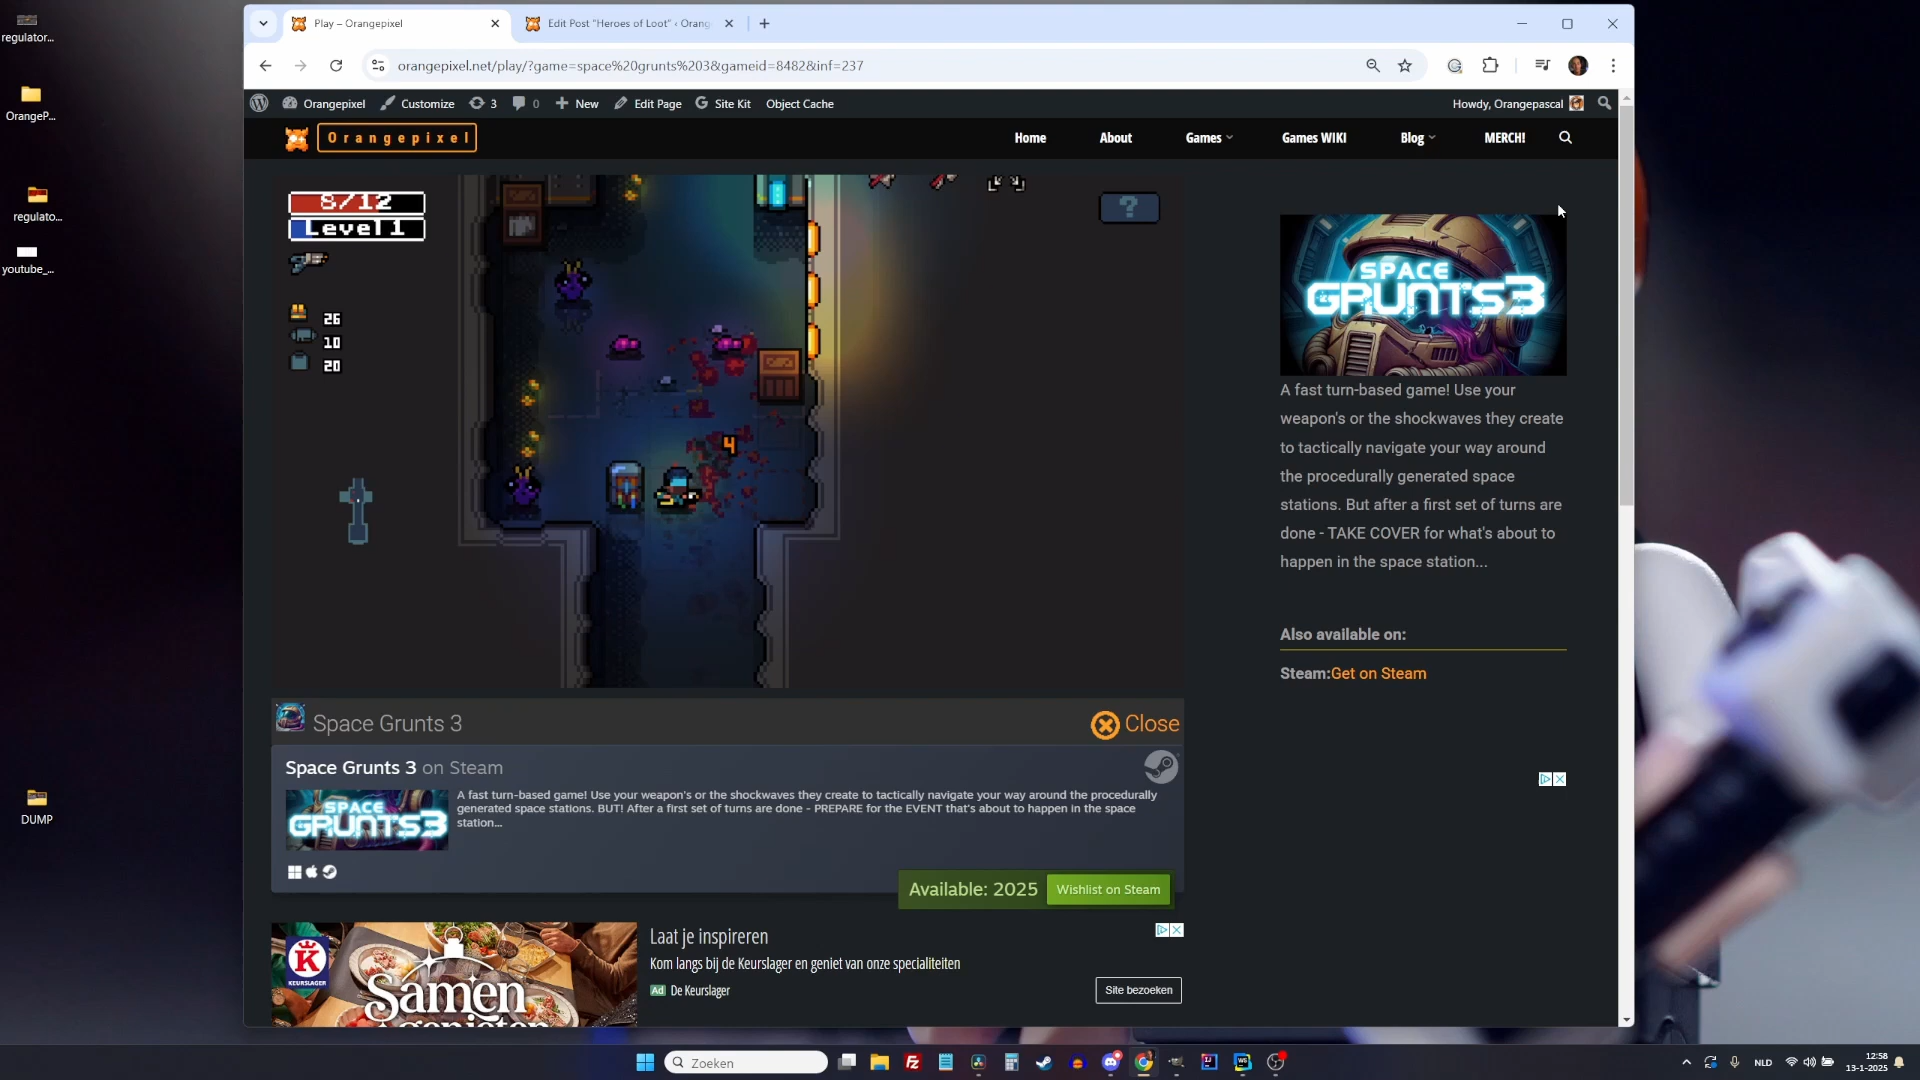 regulator...
OrangeP...
regulato...
youtube_...
DUMP
Play – Orangepixel
Edit Post “Heroes of Loot” ‹ Orang
orangepixel.net/play/?game=space%20grunts%203&gameid=8482&inf=237
Orangepixel
Customize
3
0
New
Edit Page
Site Kit
Object Cache
Howdy, Orangepascal
Orangepixel
Home
About
Games
Games WIKI
Blog
MERCH!
8/12
Level 1
26
10
20
4
?
SPACE
GRUNTS3
A fast turn-based game! Use your
weapon's or the shockwaves they create
to tactically navigate your way around
the procedurally generated space
stations. But after a first set of turns are
done - TAKE COVER for what's about to
happen in the space station...
Also available on:
Steam:Get on Steam
Space Grunts 3
Close
Space Grunts 3 on Steam
SPACE
GRUNTS3
A fast turn-based game! Use your weapon's or the shockwaves they create to tactically navigate your way around the procedurally
generated space stations. BUT! After a first set of turns are done - PREPARE for the EVENT that's about to happen in the space
station...
Available: 2025
Wishlist on Steam
K
KEURSLAGER
Samen
genieten
Laat je inspireren
Kom langs bij de Keurslager en geniet van onze specialiteiten
Ad De Keurslager
Site bezoeken
Zoeken
NLD
12:58
13-1-2025